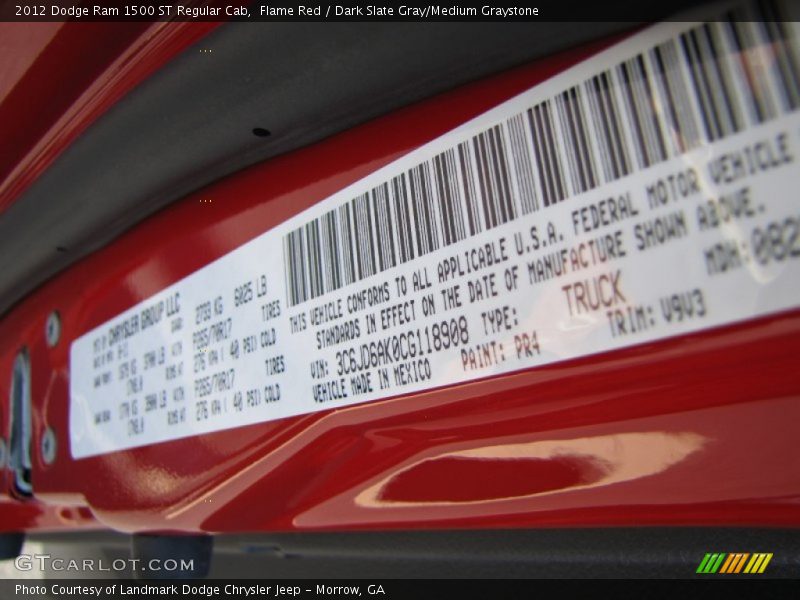 2012 Dodge Ram 1500 ST Regular Cab, Flame Red / Dark Slate Gray/Medium Graystone
CHRYSLER GROUP LLC
2733 KG 6025 LB
TIRES
P265/70R17
276 KPA ( 40 PSI) COLD
TIRES
P265/70R17
276 KPA ( 40 PSI) COLD
THIS VEHICLE CONFORMS TO ALL APPLICABLE U.S.A. FEDERAL MOTOR VEHICLE
STANDARDS IN EFFECT ON THE DATE OF MANUFACTURE SHOWN ABOVE.
VIN: 3C6JD6AK0CG118908 TYPE: TRUCK
MDH: 082
VEHICLE MADE IN MEXICO PAINT: PR4 TRIM: V9V3
GTCARLOT.COM
Photo Courtesy of Landmark Dodge Chrysler Jeep - Morrow, GA